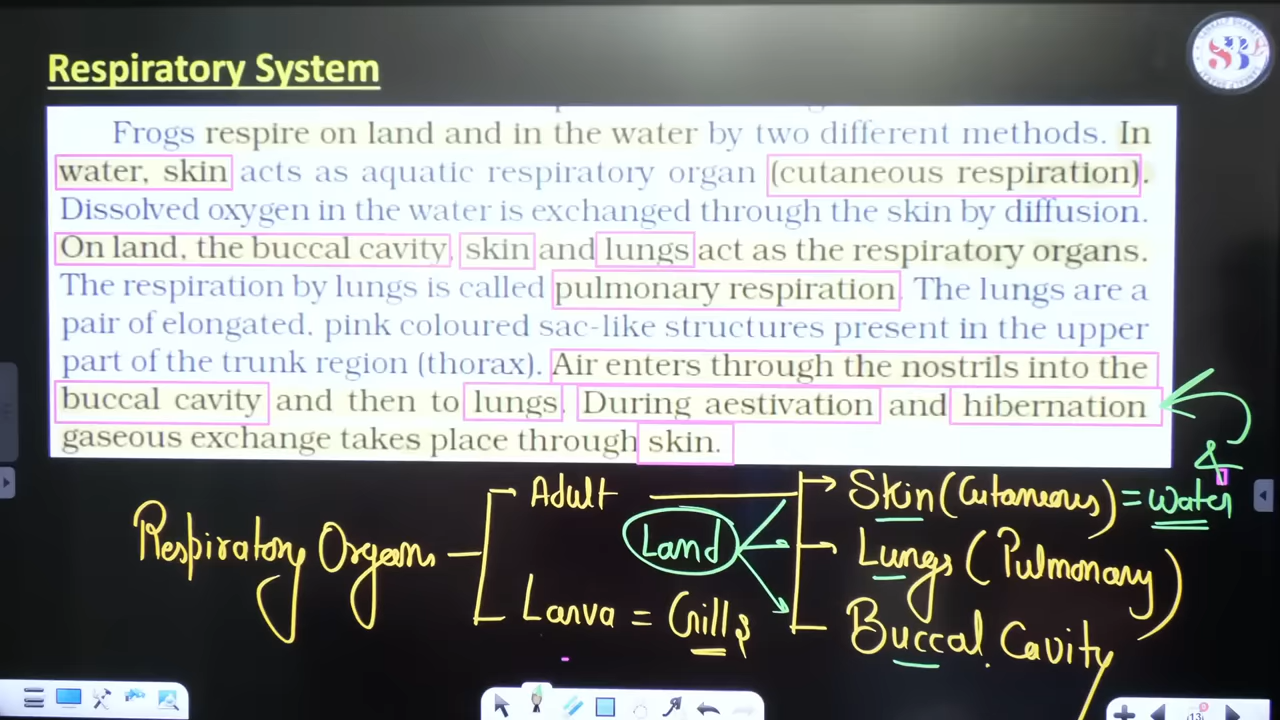 Respiratory System
SB
Frogs respire on land and in the water by two different methods. In
water, skin acts as aquatic respiratory organ (cutaneous respiration).
Dissolved oxygen in the water is exchanged through the skin by diffusion.
On land, the buccal cavity, skin and lungs act as the respiratory organs.
The respiration by lungs is called pulmonary respiration. The lungs are a
pair of elongated, pink coloured sac-like structures present in the upper
part of the trunk region (thorax). Air enters through the nostrils into the
buccal cavity and then to lungs. During aestivation and hibernation
gaseous exchange takes place through skin.
&
Adult Skin (Cutaneous) = Water
Respiratory Organs Land Lungs (Pulmonary)
Larva = Gills Buccal Cavity
13